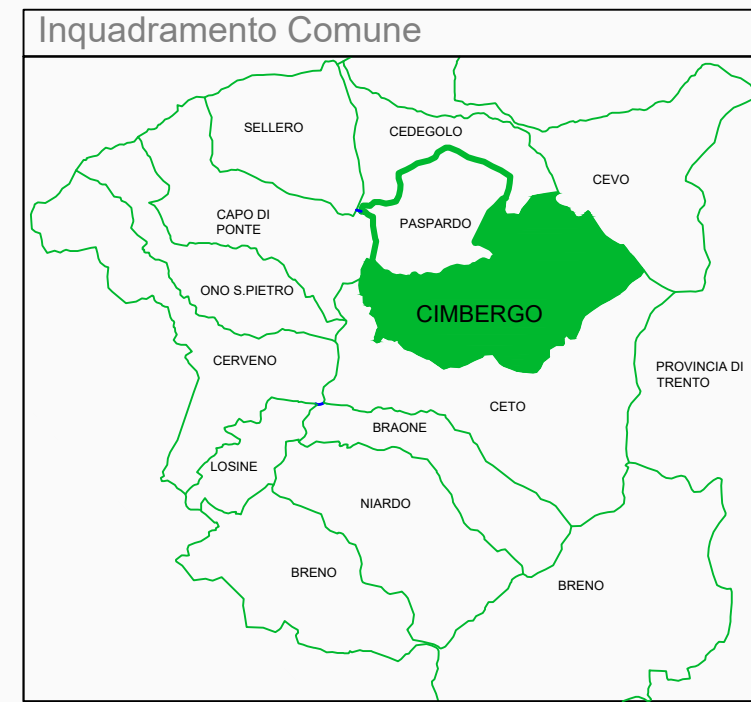 Inquadramento Comune
SELLERO
CEDEGOLO
CEVO
CAPO DI
PONTE
PASPARDO
ONO S.PIETRO
CIMBERGO
CERVENO
PROVINCIA DI
TRENTO
CETO
BRAONE
LOSINE
NIARDO
BRENO
BRENO